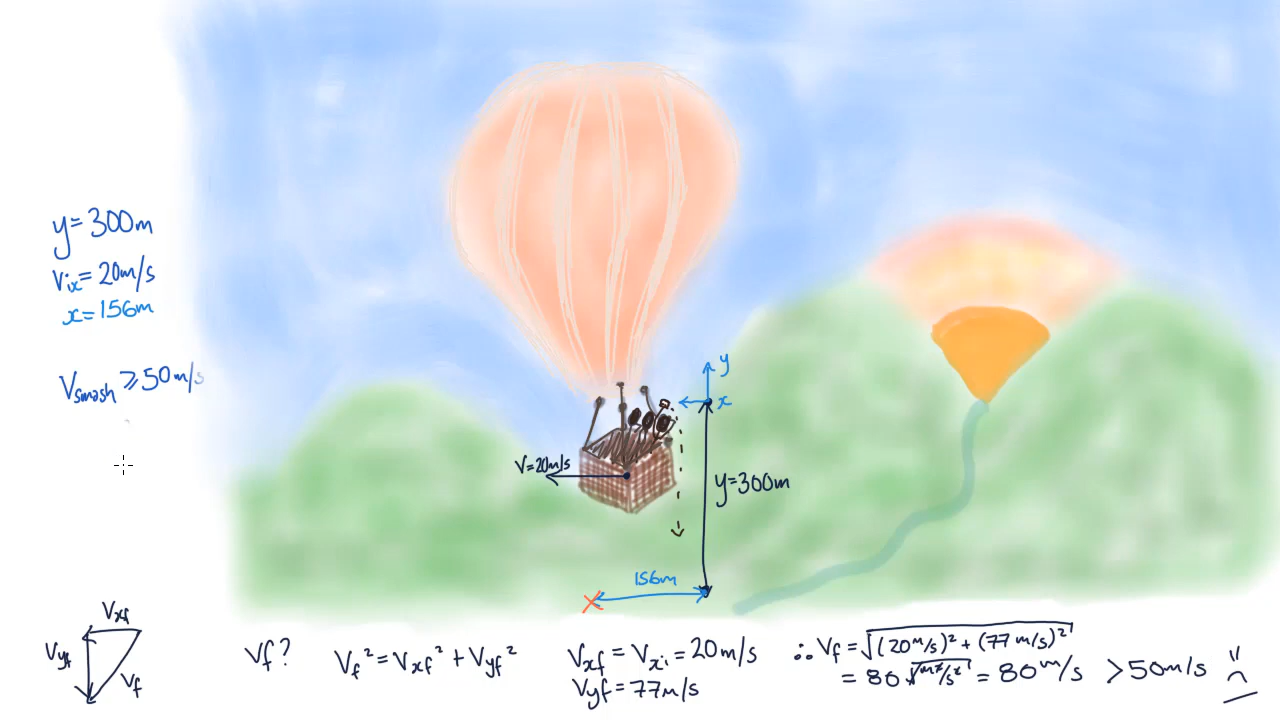 y=300m
Vix=20m/s
x=156m
Vsmash ≥50m/s
y
x
V=20m/s
y=300m
156m
Vxf
Vyf
Vf
Vf?
Vf²=Vxf²+Vyf²
Vxf=Vxi=20m/s
Vyf=77m/s
∴Vf=√(20m/s)²+(77m/s)²
=80√m²/s²=80m/s >50m/s